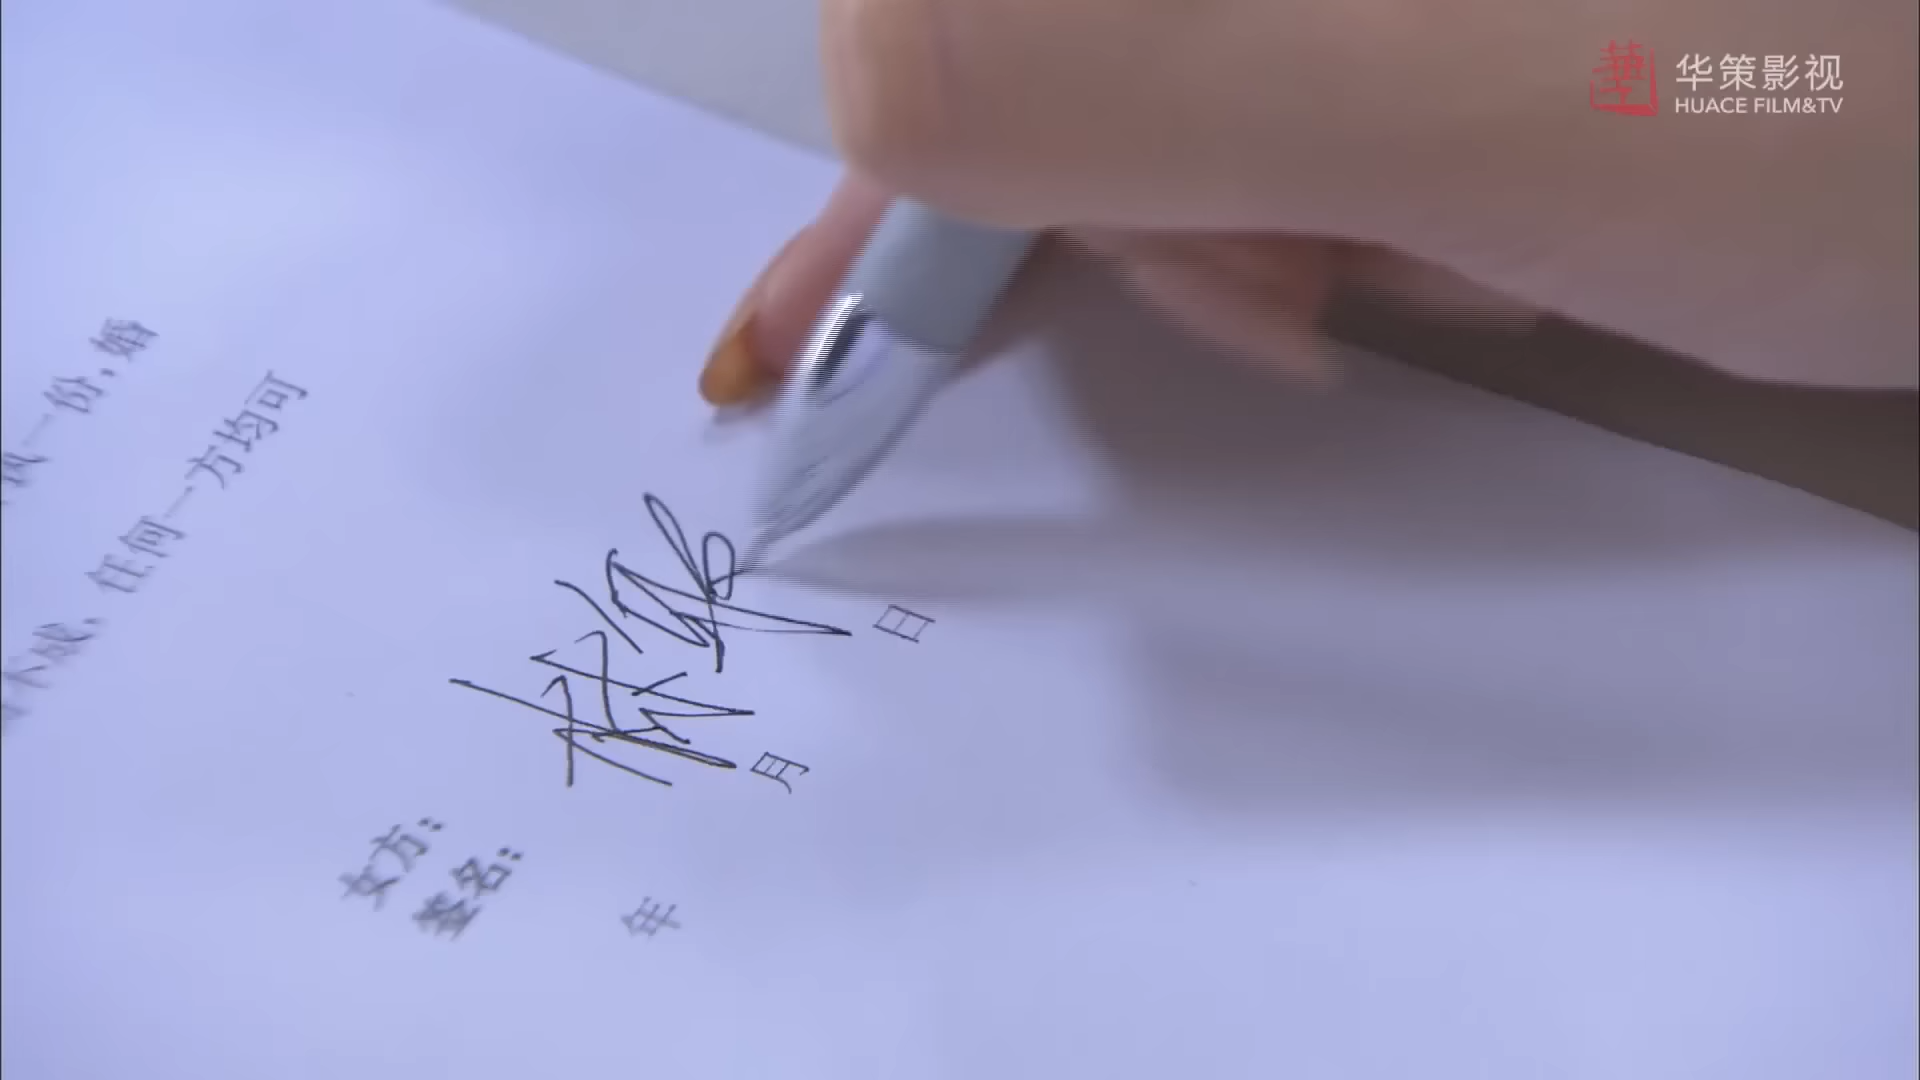 华策影视
HUACE FILM&TV
一份，婚
任何一方均可
女方：
签名：
年 月 日